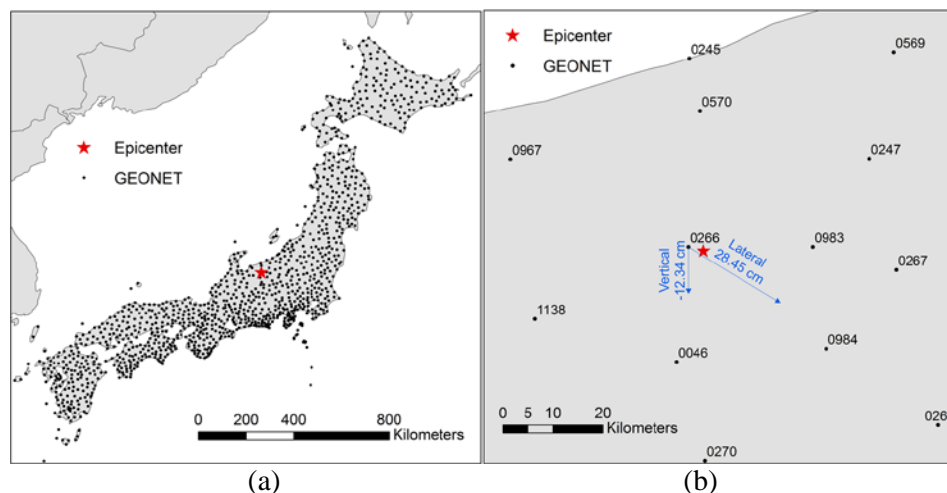 Epicenter
GEONET
0 200 400 800
Kilometers
(a)
Epicenter
GEONET
0245
0569
0570
0967
0247
0266
0983
0267
Vertical
-12.34 cm
Lateral
28.45 cm
1138
0984
0046
0 5 10 20
Kilometers
026
0270
(b)